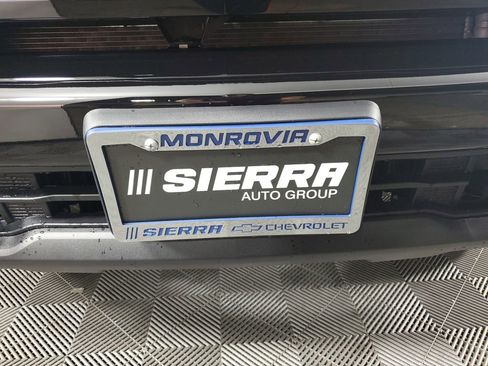 MONROVIA
SIERRA
AUTO GROUP
SIERRA CHEVROLET